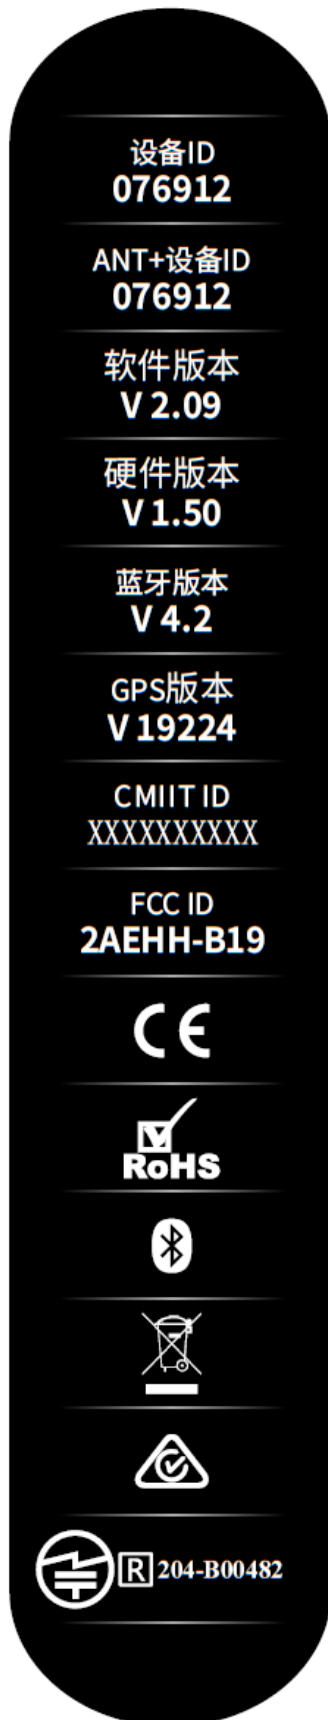 设备ID
076912
ANT+设备ID
076912
软件版本
V 2.09
硬件版本
V 1.50
蓝牙版本
V 4.2
GPS版本
V 19224
CMIIT ID
XXXXXXXXXX
FCC ID
2AEHH-B19
CE
RoHS
R 204-B00482